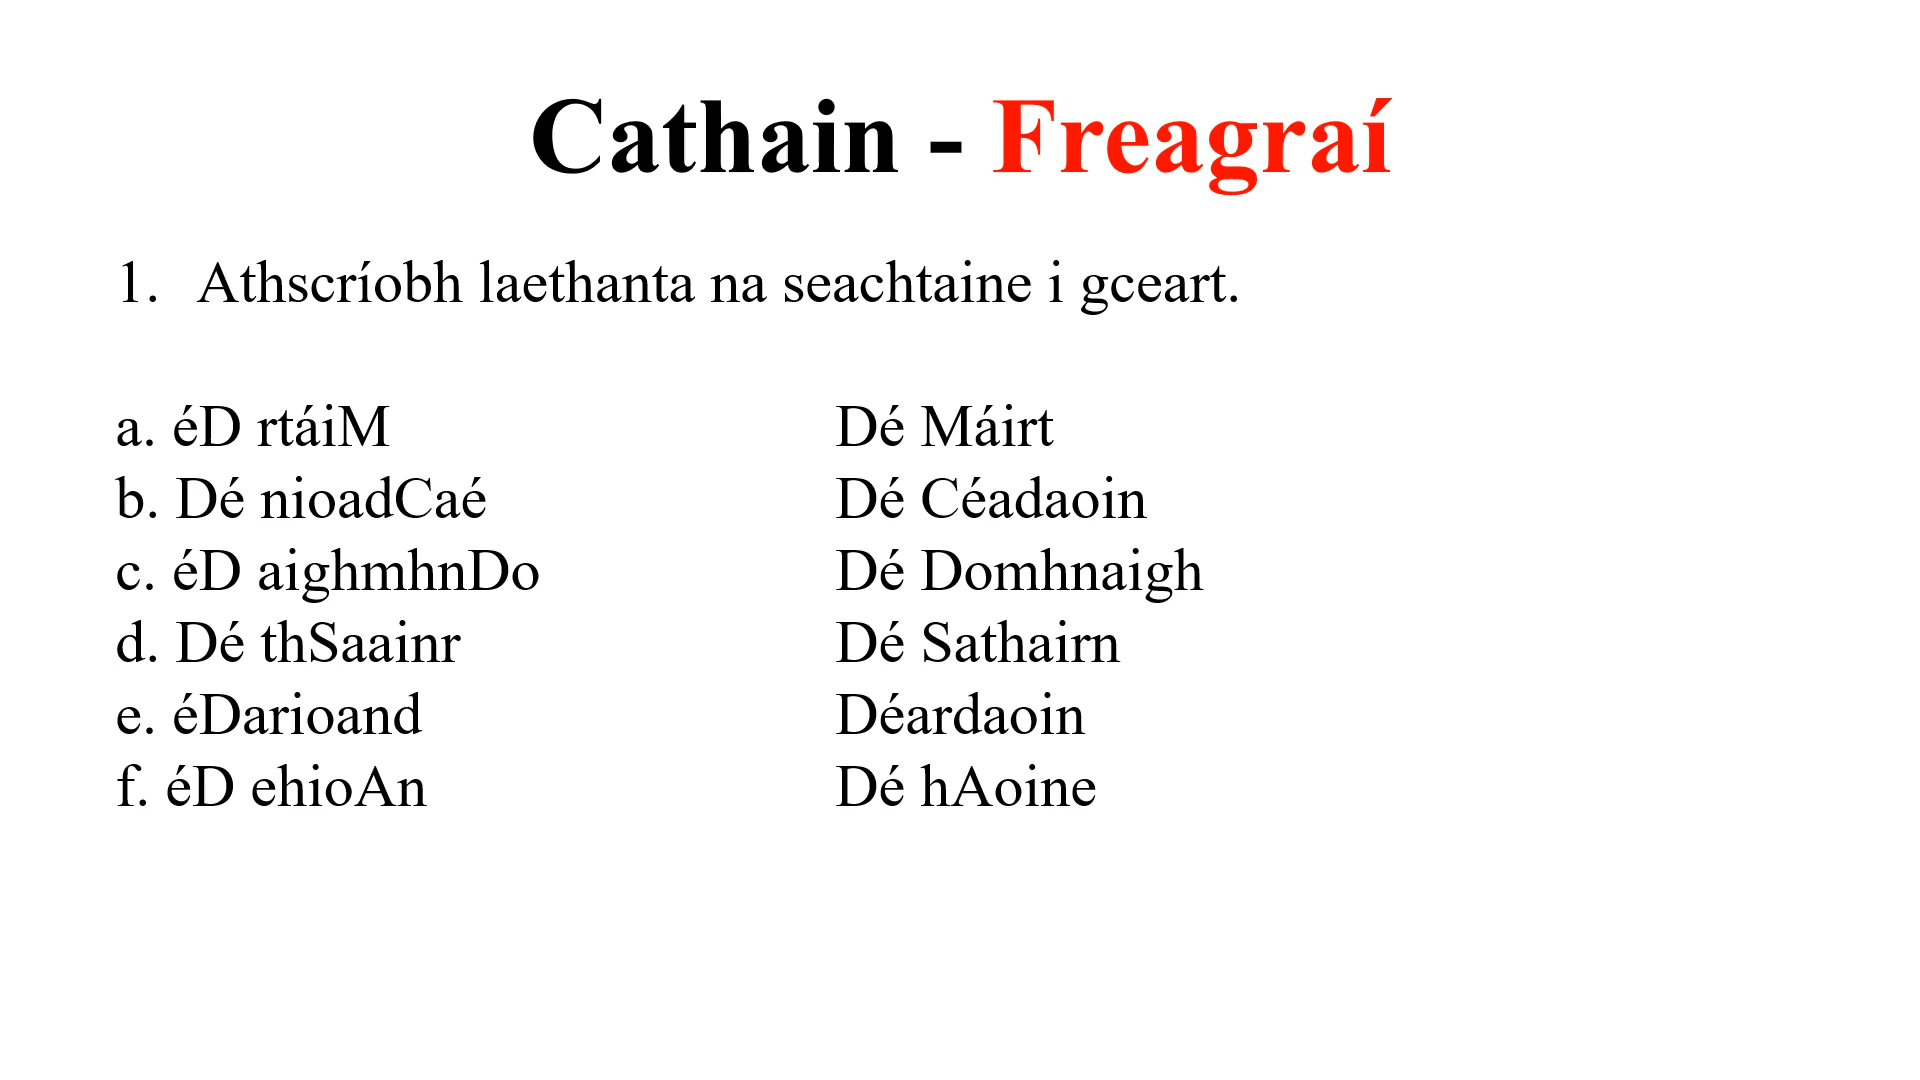 Cathain - Freagraí
1. Athscríobh laethanta na seachtaine i gceart.
a. éD rtáiM Dé Máirt
b. Dé nioadCaé Dé Céadaoin
c. éD aighmhnDo Dé Domhnaigh
d. Dé thSaainr Dé Sathairn
e. éDarioand Déardaoin
f. éD ehioAn Dé hAoine